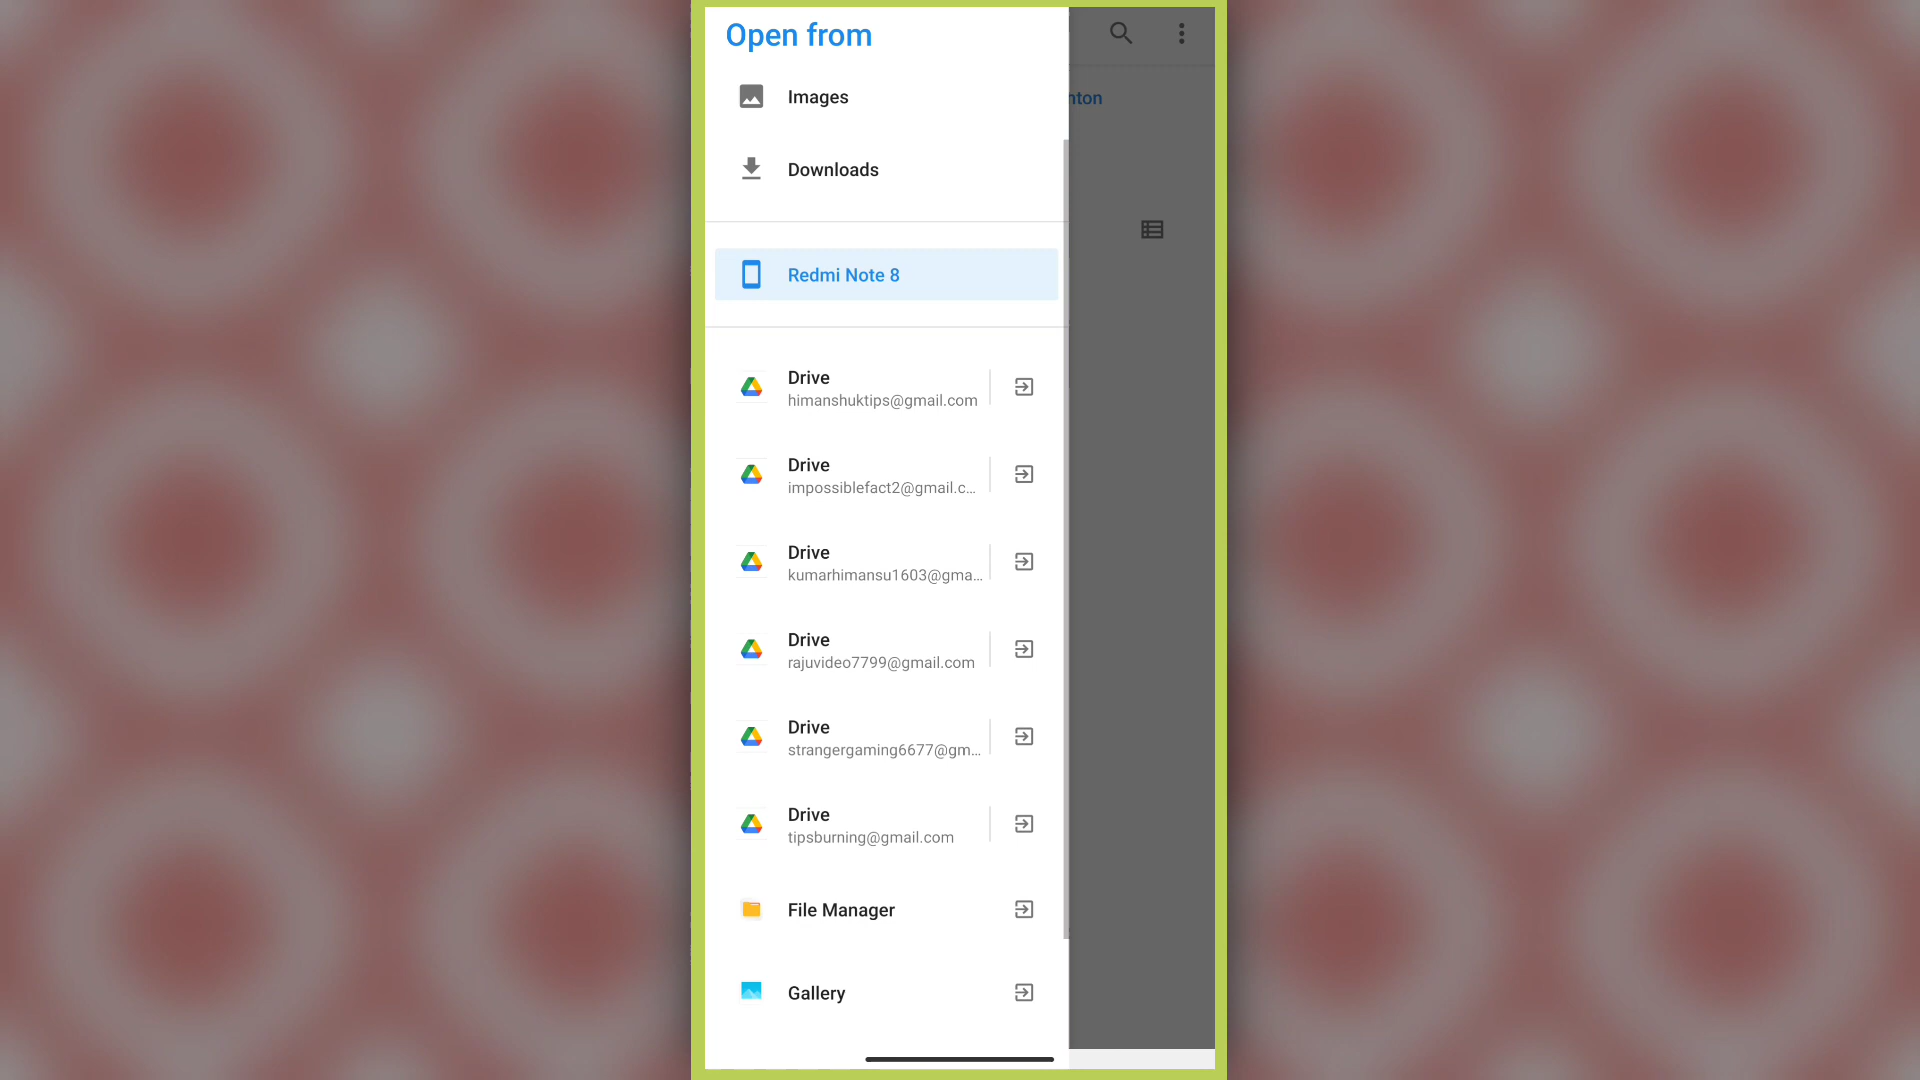 Open from
Images
nton
Downloads
Redmi Note 8
Drive
himanshuktips@gmail.com
Drive
impossiblefact2@gmail.c…
Drive
kumarhimansu1603@gma…
Drive
rajuvideo7799@gmail.com
Drive
strangergaming6677@gm…
Drive
tipsburning@gmail.com
File Manager
Gallery